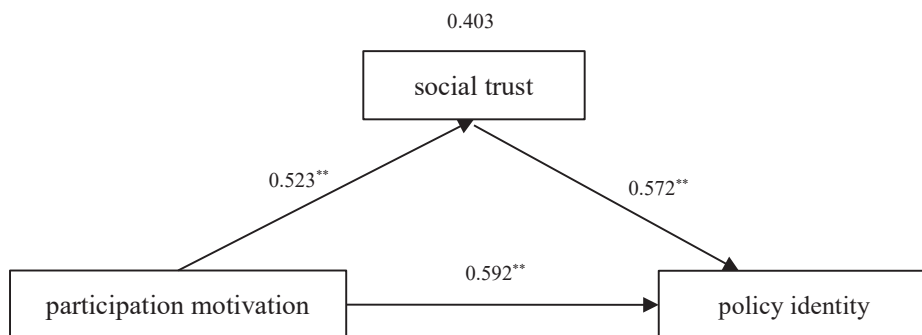 0.403
social trust
0.523**
0.572**
0.592**
participation motivation
policy identity